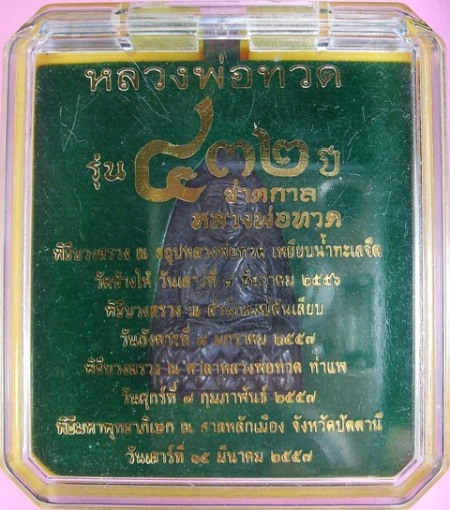 หลวงพ่อทวด
รุ่น ๔๓๒ ปี
ชาตกาล
หลวงพ่อทวด
พิธีบวงสรวง ณ สถูปหลวงพ่อทวด เหยียบน้ำทะเลจืด
วัดช้างให้ วันเสาร์ที่ ธันวาคม ๒๕๕๖
พิธีบวงสรวง ณ
วันอังคารที่ ๗ มกราคม ๒๕๕๗
พิธีบวงสรวง ณ ศาลาหลวงพ่อทวด ท่าแพ
วันศุกร์ที่ ๗ กุมภาพันธ์ ๒๕๕๗
พิธีมหาพุทธาภิเษก ณ ศาลหลักเมือง จังหวัดปัตตานี
วันเสาร์ที่ ๑๕ มีนาคม ๒๕๕๗